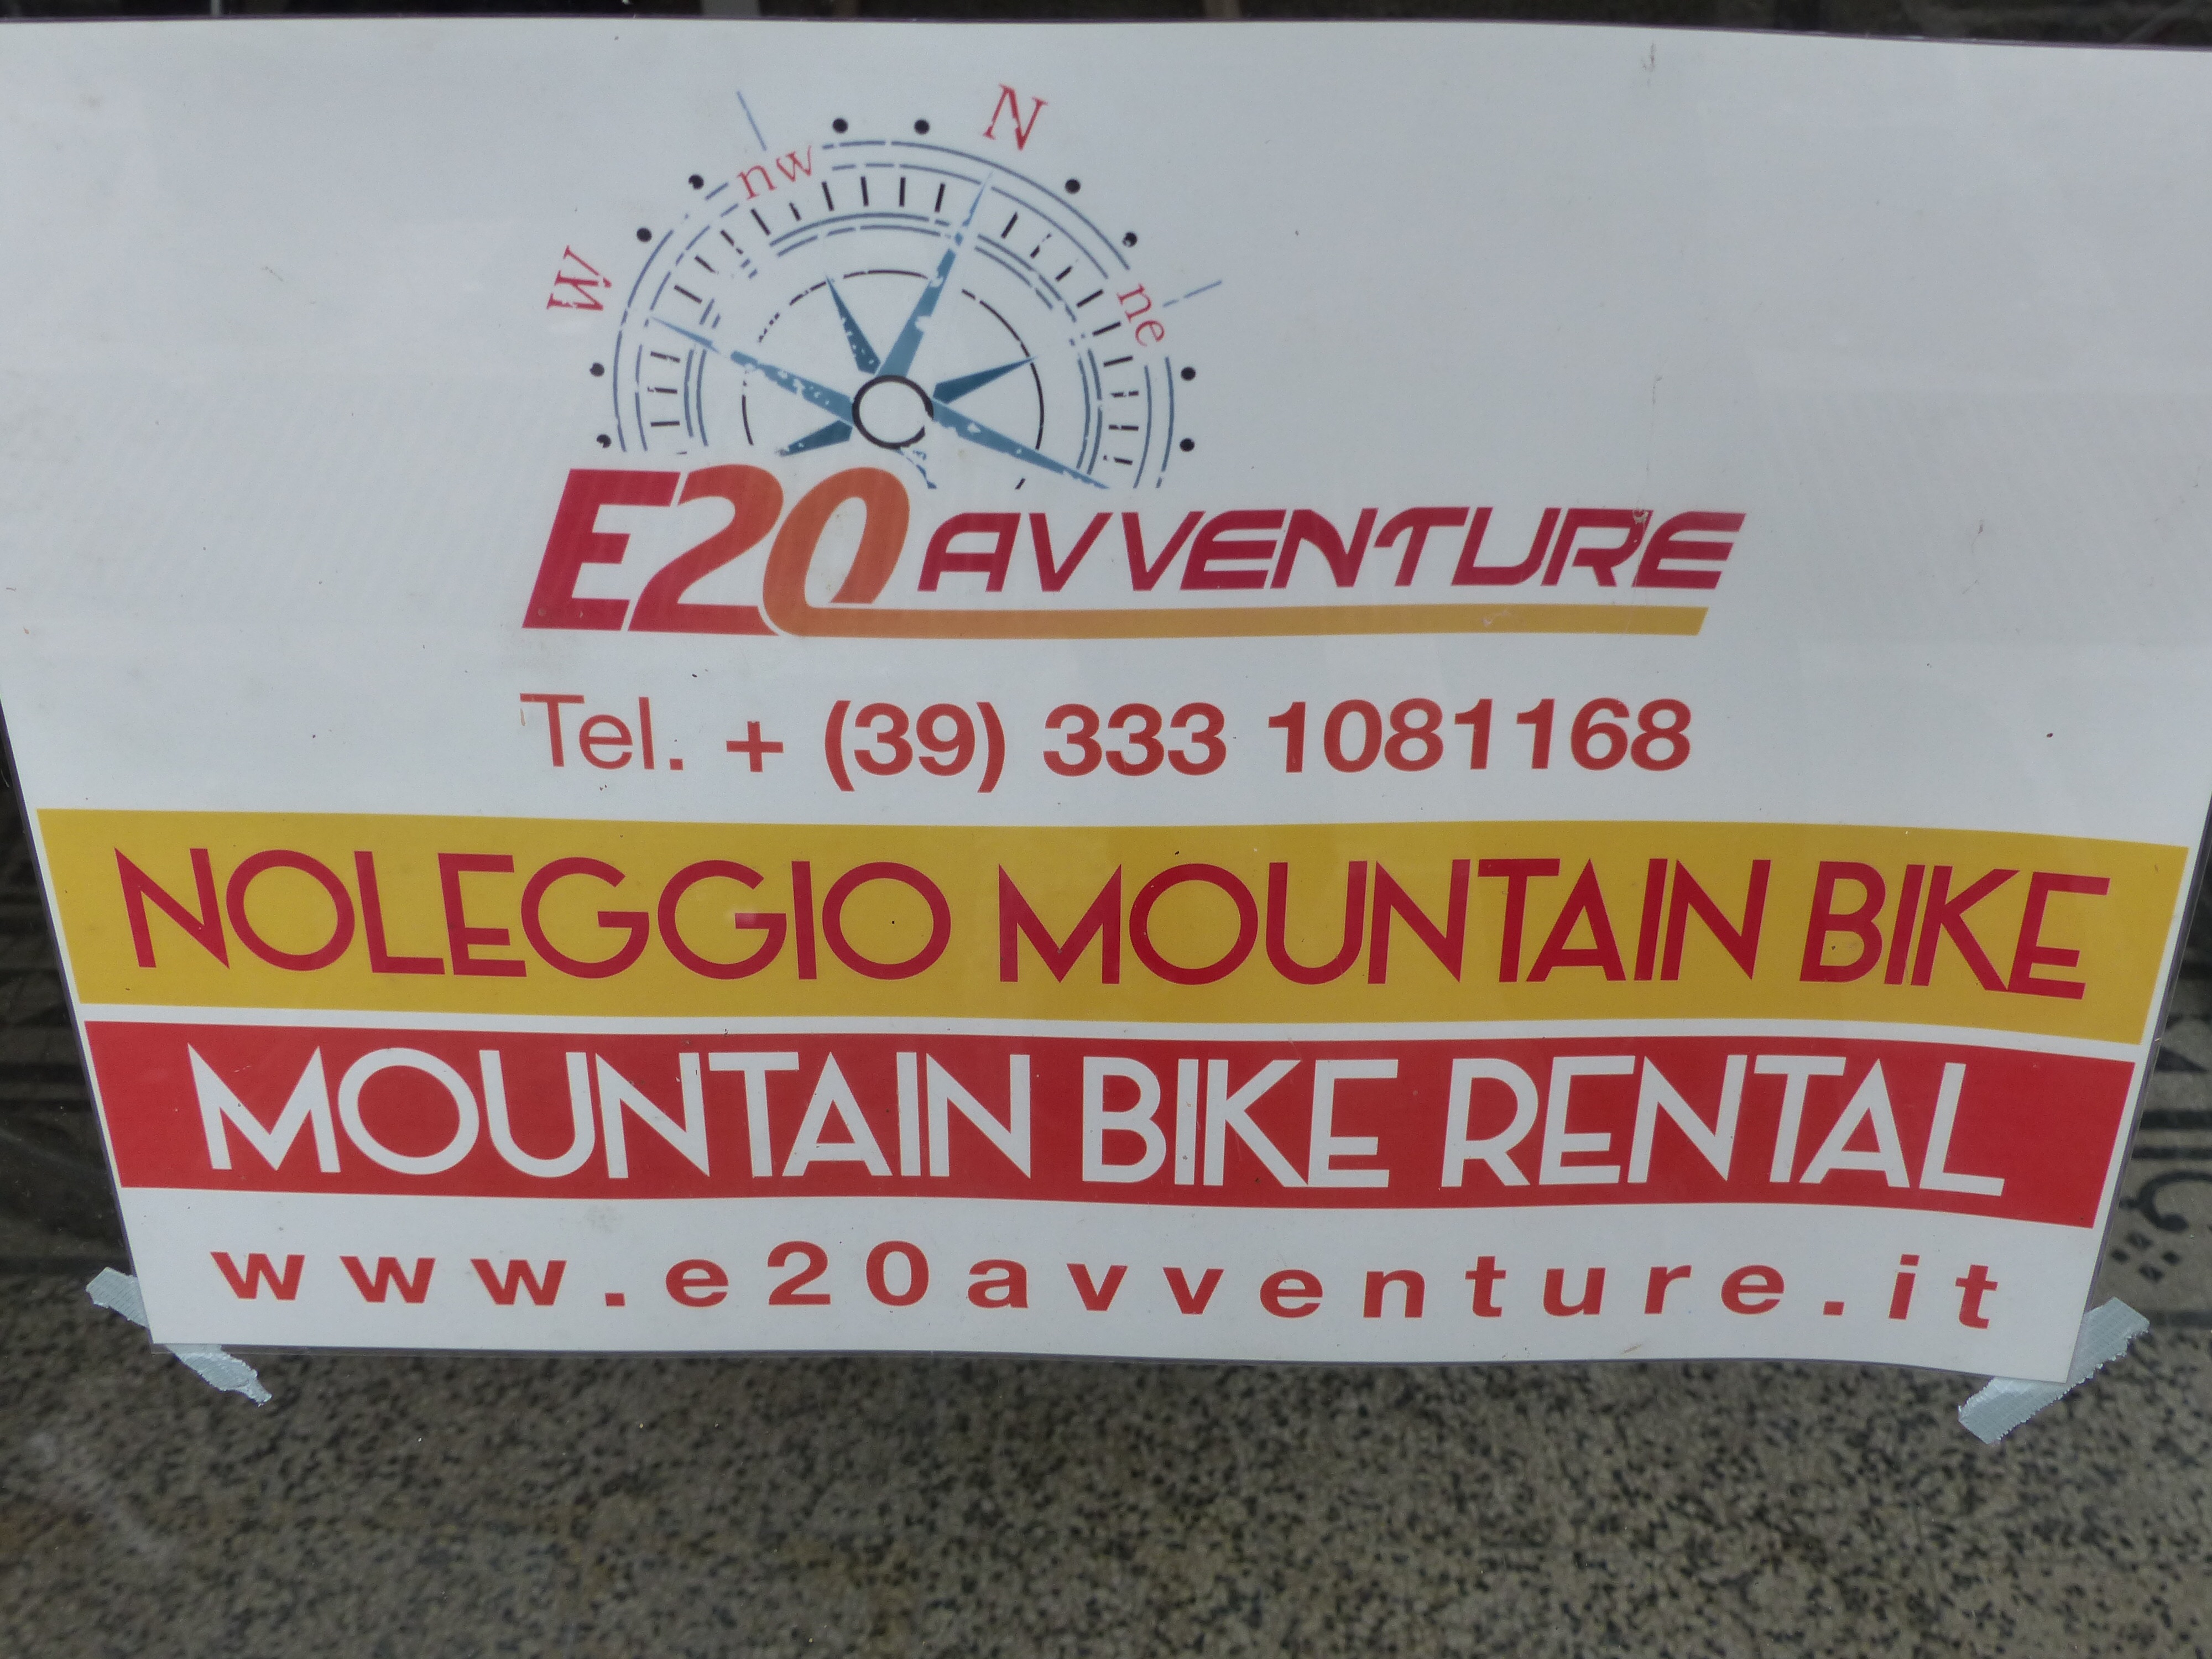 N
nw
W
ne
E20 AVVENTURE
Tel. + (39) 333 1081168
NOLEGGIO MOUNTAIN BIKE
MOUNTAIN BIKE RENTAL
www.e20avventure.it